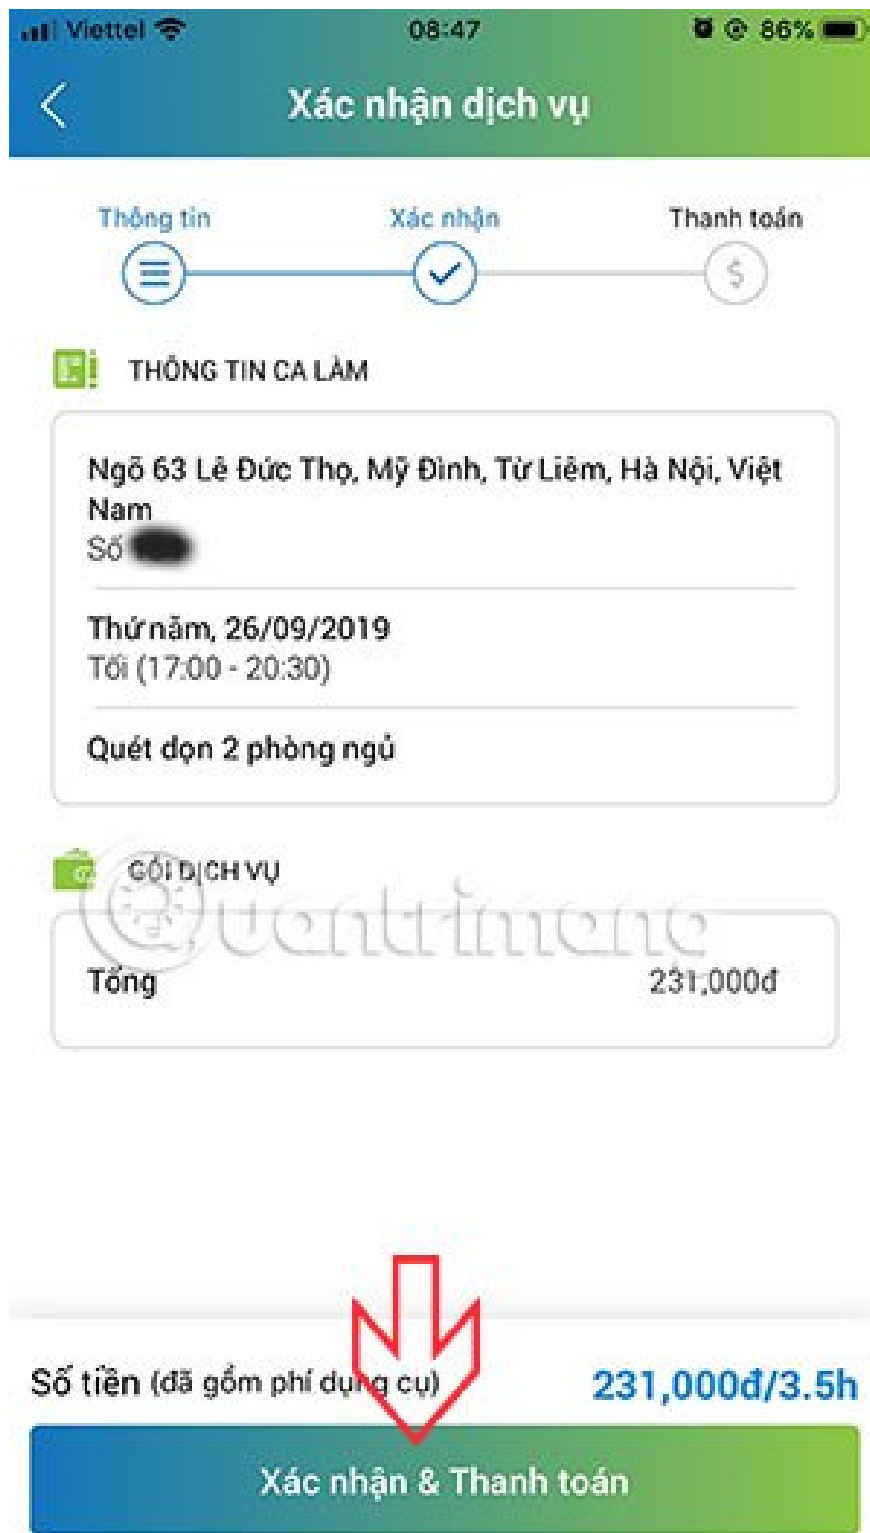 Viettel 08:47 86%
Xác nhận dịch vụ
Thông tin Xác nhận Thanh toán
$
THÔNG TIN CA LÀM
Ngõ 63 Lê Đức Thọ, Mỹ Đình, Từ Liêm, Hà Nội, Việt
Nam
Số
Thứ năm, 26/09/2019
Tối (17:00 - 20:30)
Quét dọn 2 phòng ngủ
GÓI DỊCH VỤ
Quantrimang
Tổng 231,000đ
Số tiền (đã gồm phí dụng cụ) 231,000đ/3.5h
Xác nhận & Thanh toán